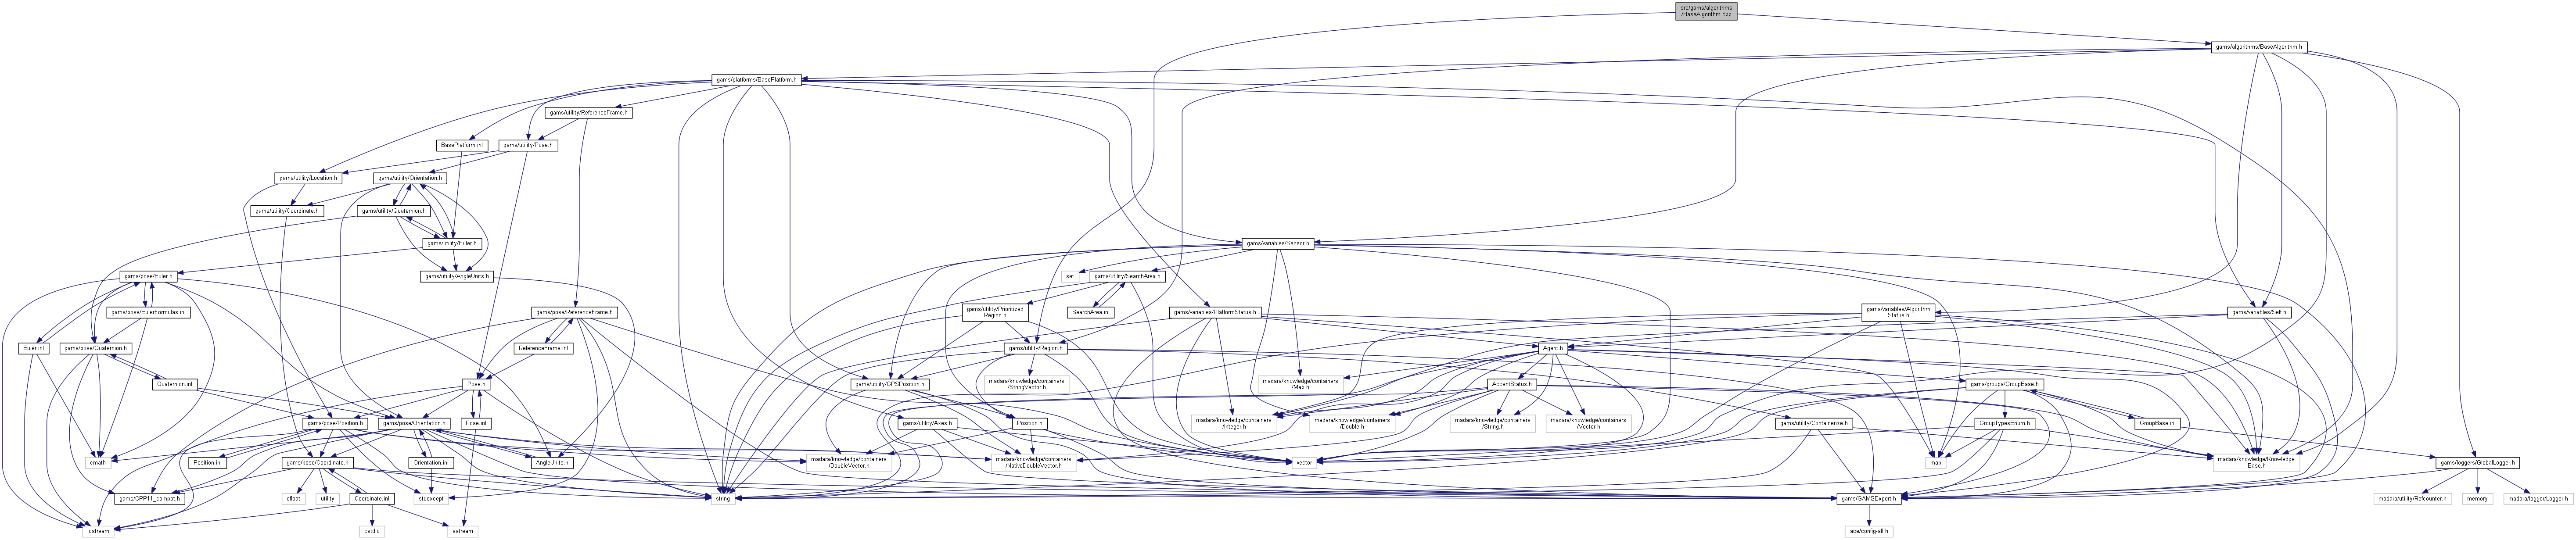 src/gams/algorithms
/BaseAlgorithm.cpp
gams/algorithms/BaseAlgorithm.h
gams/platforms/BasePlatform.h
gams/utility/ReferenceFrame.h
BasePlatform.inl
gams/utility/Pose.h
gams/utility/Location.h
gams/utility/Orientation.h
gams/utility/Coordinate.h
gams/utility/Quaternion.h
gams/utility/Euler.h
gams/variables/Sensor.h
gams/pose/Euler.h
gams/utility/AngleUnits.h
set
gams/utility/SearchArea.h
gams/pose/EulerFormulas.inl
gams/pose/ReferenceFrame.h
gams/utility/Prioritized
Region.h
SearchArea.inl
gams/variables/PlatformStatus.h
gams/variables/Algorithm
Status.h
gams/variables/Self.h
Euler.inl
gams/pose/Quaternion.h
ReferenceFrame.inl
gams/utility/Region.h
Agent.h
Quaternion.inl
Pose.h
gams/utility/GPSPosition.h
madara/knowledge/containers
/StringVector.h
madara/knowledge/containers
/Map.h
AccentStatus.h
gams/groups/GroupBase.h
gams/pose/Position.h
gams/pose/Orientation.h
Pose.inl
gams/utility/Axes.h
Position.h
madara/knowledge/containers
/Integer.h
madara/knowledge/containers
/Double.h
madara/knowledge/containers
/String.h
madara/knowledge/containers
/Vector.h
gams/utility/Containerize.h
GroupTypesEnum.h
GroupBase.inl
cmath
Position.inl
gams/pose/Coordinate.h
Orientation.inl
AngleUnits.h
madara/knowledge/containers
/DoubleVector.h
madara/knowledge/containers
/NativeDoubleVector.h
vector
map
madara/knowledge/Knowledge
Base.h
gams/loggers/GlobalLogger.h
gams/CPP11_compat.h
cfloat
utility
Coordinate.inl
stdexcept
string
gams/GAMSExport.h
madara/utility/Refcounter.h
memory
madara/logger/Logger.h
iostream
cstdio
sstream
ace/config-all.h